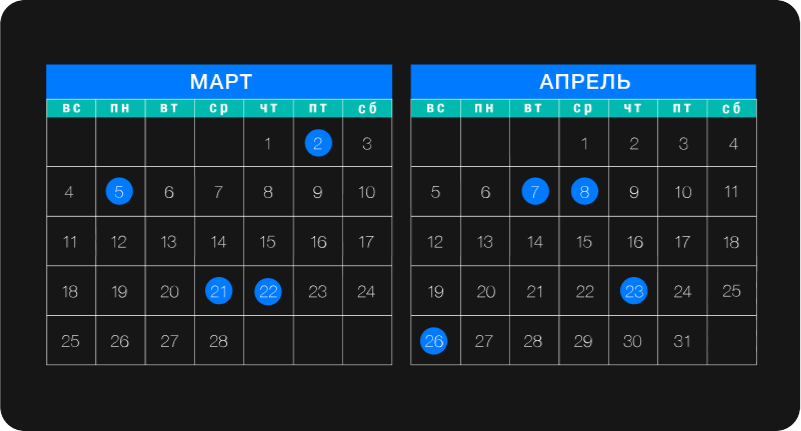 МАРТ
вс пн вт ср чт пт сб
1 2 3
4 5 6 7 8 9 10
11 12 13 14 15 16 17
18 19 20 21 22 23 24
25 26 27 28
АПРЕЛЬ
вс пн вт ср чт пт сб
1 2 3 4
5 6 7 8 9 10 11
12 13 14 15 16 17 18
19 20 21 22 23 24 25
26 27 28 29 30 31